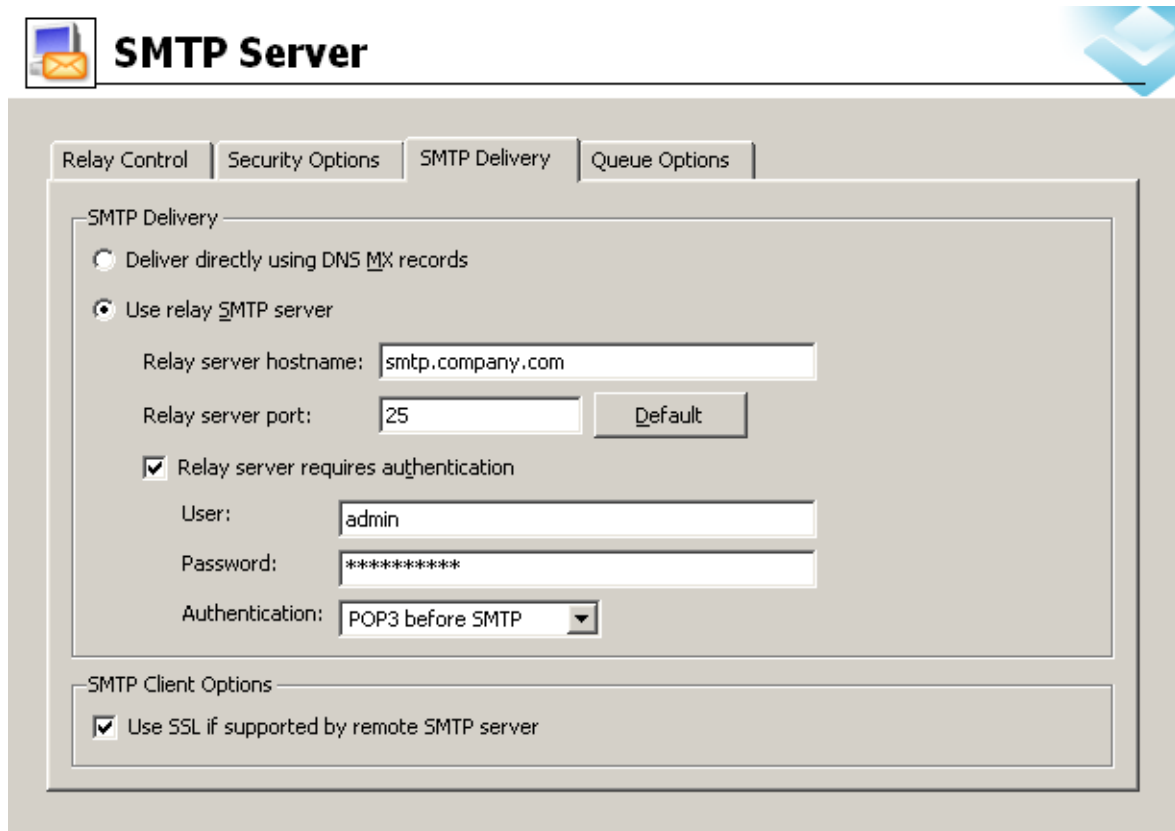 SMTP Server
Relay Control Security Options SMTP Delivery Queue Options
SMTP Delivery
Deliver directly using DNS MX records
Use relay SMTP server
Relay server hostname: smtp.company.com
Relay server port: 25 Default
Relay server requires authentication
User: admin
Password: **********
Authentication: POP3 before SMTP
SMTP Client Options
Use SSL if supported by remote SMTP server